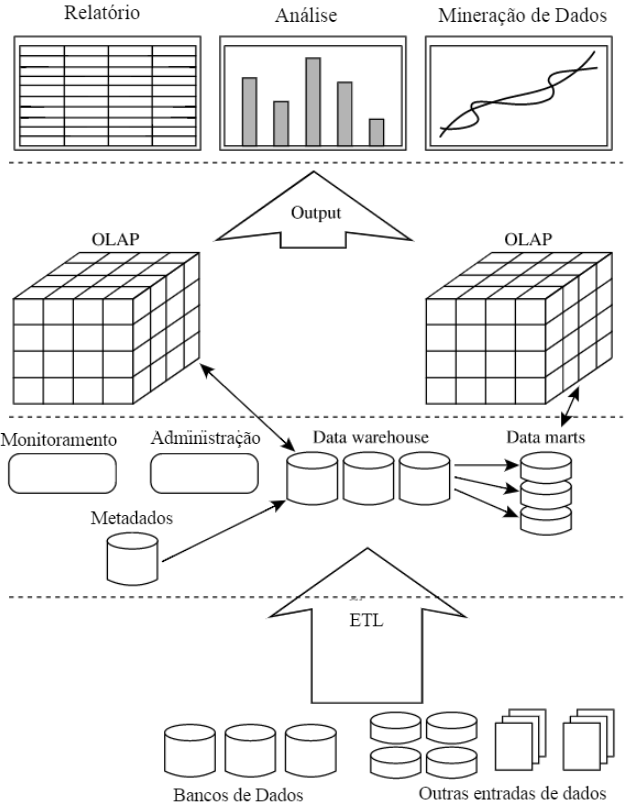 Relatório
Análise
Mineração de Dados
Output
OLAP
OLAP
Monitoramento
Administração
Data warehouse
Data marts
Metadados
ETL
Bancos de Dados
Outras entradas de dados